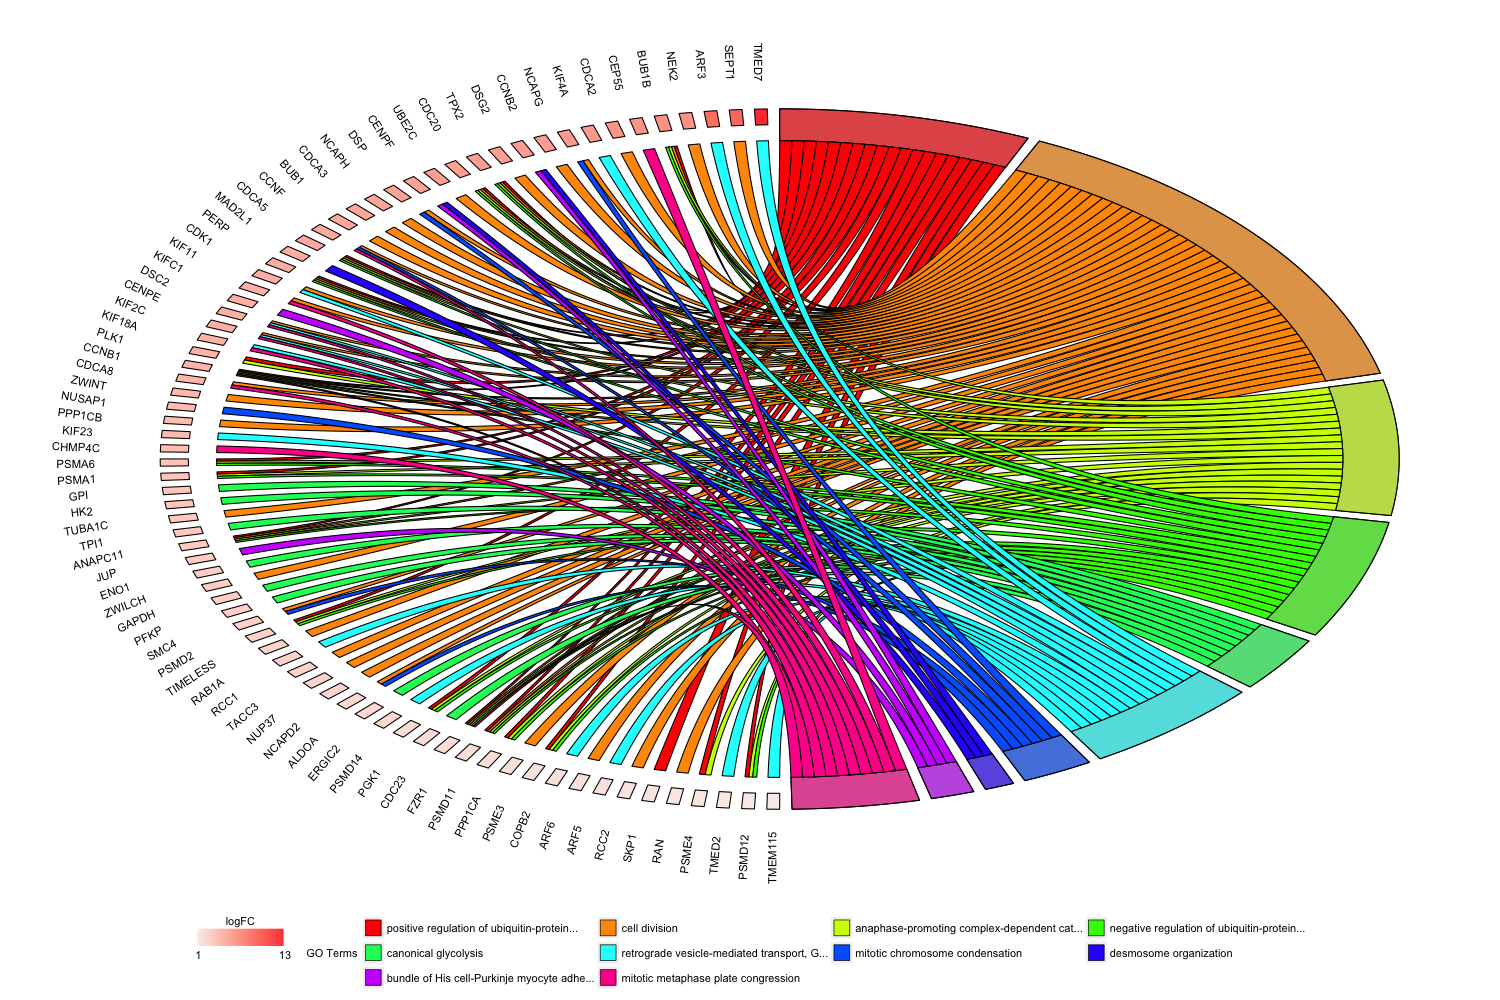 TMED7
SEPT1
ARF3
NEK2
BUB1B
CEP55
CDCA2
KIF4A
NCAPG
CCNB2
DSG2
TPX2
CDC20
UBE2C
CENPF
DSP
NCAPH
CDCA3
BUB1
CCNF
CDCA5
MAD2L1
PERP
CDK1
KIF11
KIFC1
DSC2
CENPE
KIF2C
KIF18A
PLK1
CCNB1
CDCA8
ZWINT
NUSAP1
PPP1CB
KIF23
CHMP4C
PSMA6
PSMA1
GPI
HK2
TUBA1C
TPI1
ANAPC11
JUP
ENO1
ZWILCH
GAPDH
PFKP
SMC4
PSMD2
TIMELESS
RAB1A
RCC1
TACC3
NUP37
NCAPD2
ALDOA
ERGIC2
PSMD14
PGK1
CDC23
FZR1
PSMD11
PPP1CA
PSME3
COPB2
ARF6
ARF5
RCC2
SKP1
RAN
PSME4
TMED2
PSMD12
TMEM115
logFC
1 13
GO Terms
positive regulation of ubiquitin-protein...
cell division
anaphase-promoting complex-dependent cat...
negative regulation of ubiquitin-protein...
canonical glycolysis
retrograde vesicle-mediated transport, G...
mitotic chromosome condensation
desmosome organization
bundle of His cell-Purkinje myocyte adhe...
mitotic metaphase plate congression